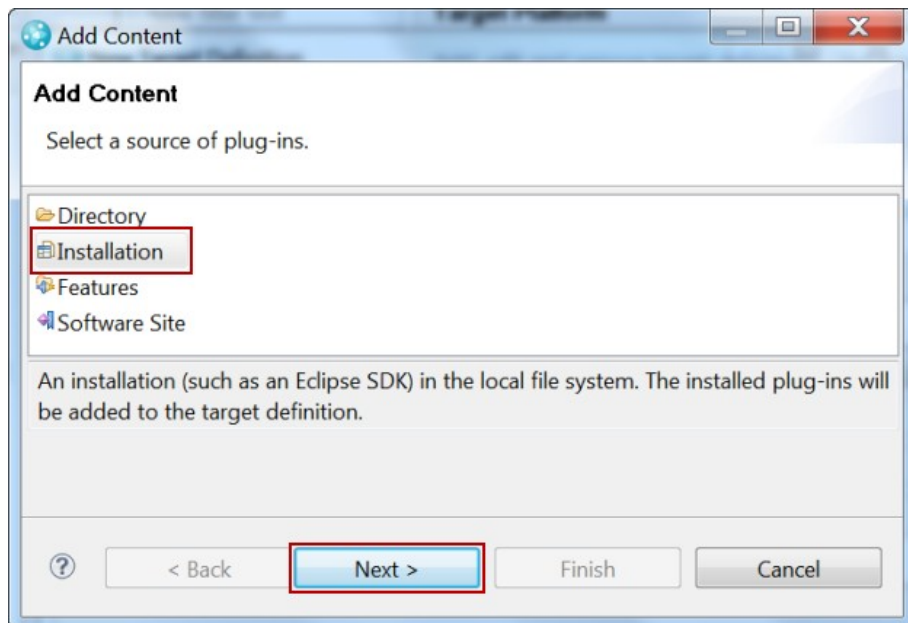 Target Platform
Add Content
Add Content
Select a source of plug-ins.
Directory
Installation
Features
Software Site
An installation (such as an Eclipse SDK) in the local file system. The installed plug-ins will
be added to the target definition.
?
< Back
Next >
Finish
Cancel